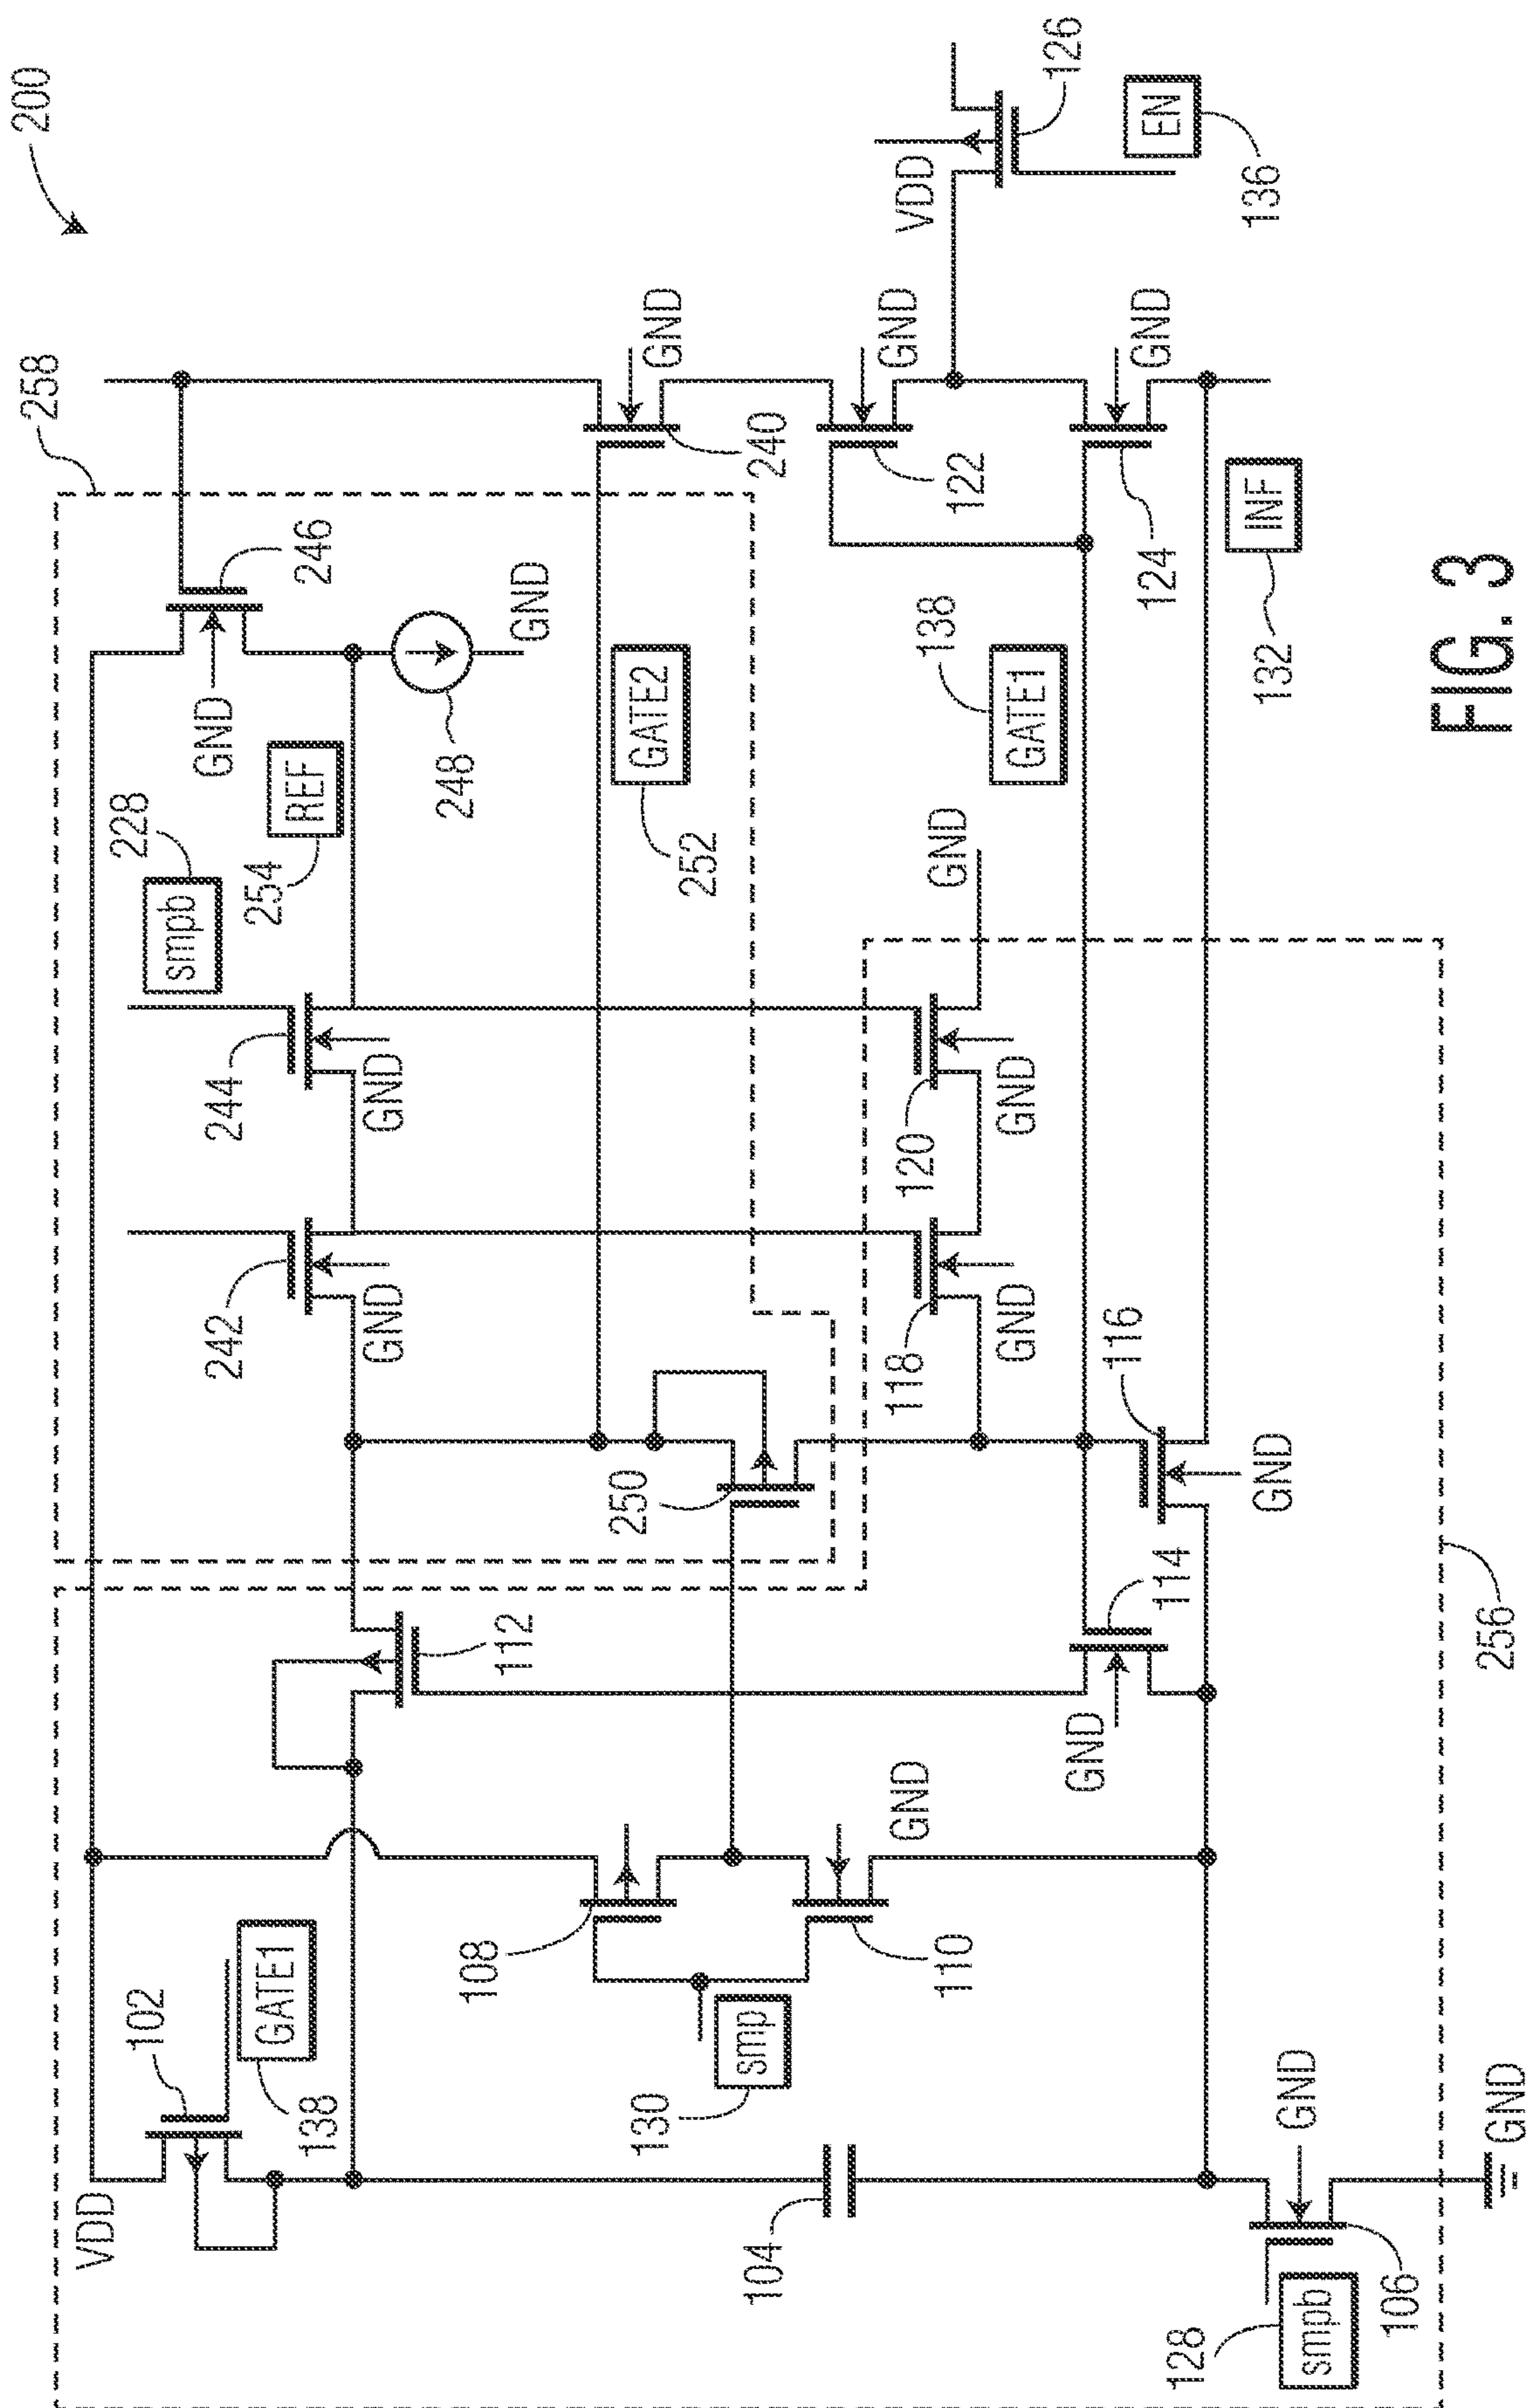 200
258
VDD
102
GATE1
138
108
smp
130
110
GND
104
128
smpb
106
GND
GND
112
GND
114
250
116
GND
256
242
GND
244
GND
228
smpb
254
REF
GND
246
248
GND
GATE2
252
118
GND
120
GND
GND
138
GATE1
240
GND
122
GND
124
GND
INF
132
VDD
126
EN
136
FIG. 3